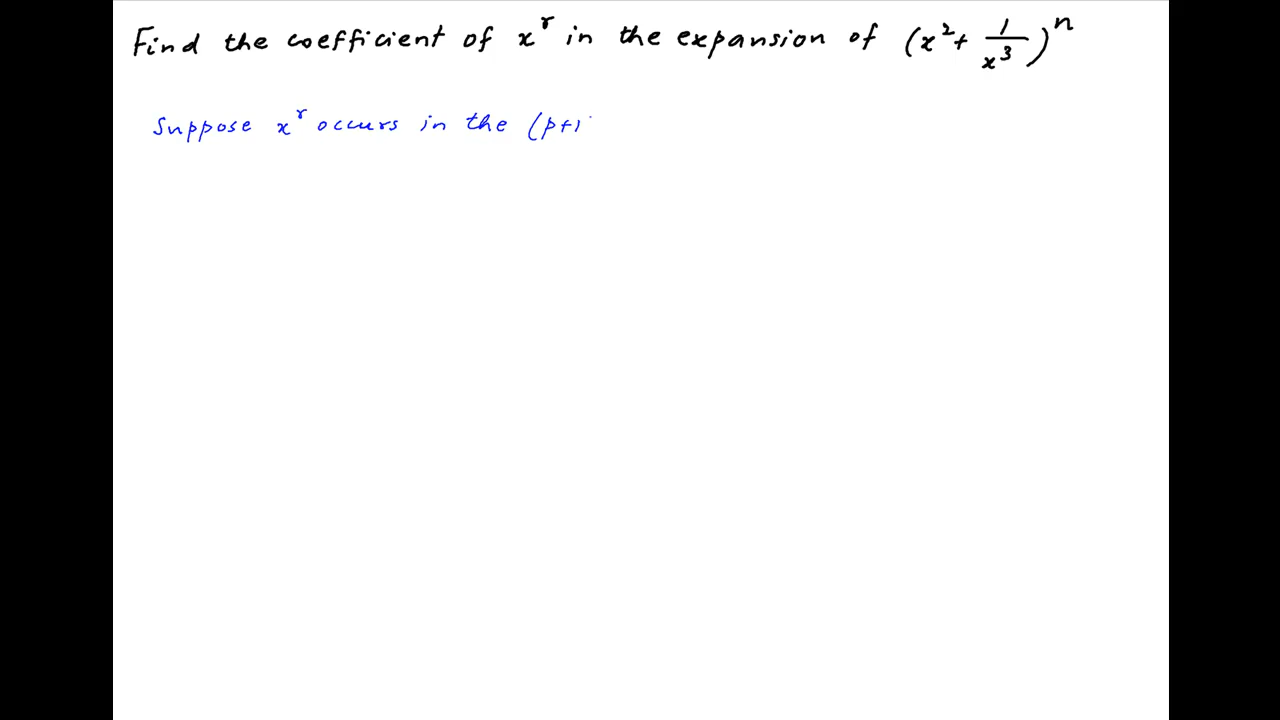 Find the coefficient of x^r in the expansion of (x^2 + 1/x^3)^n
Suppose x^r occurs in the (p+1